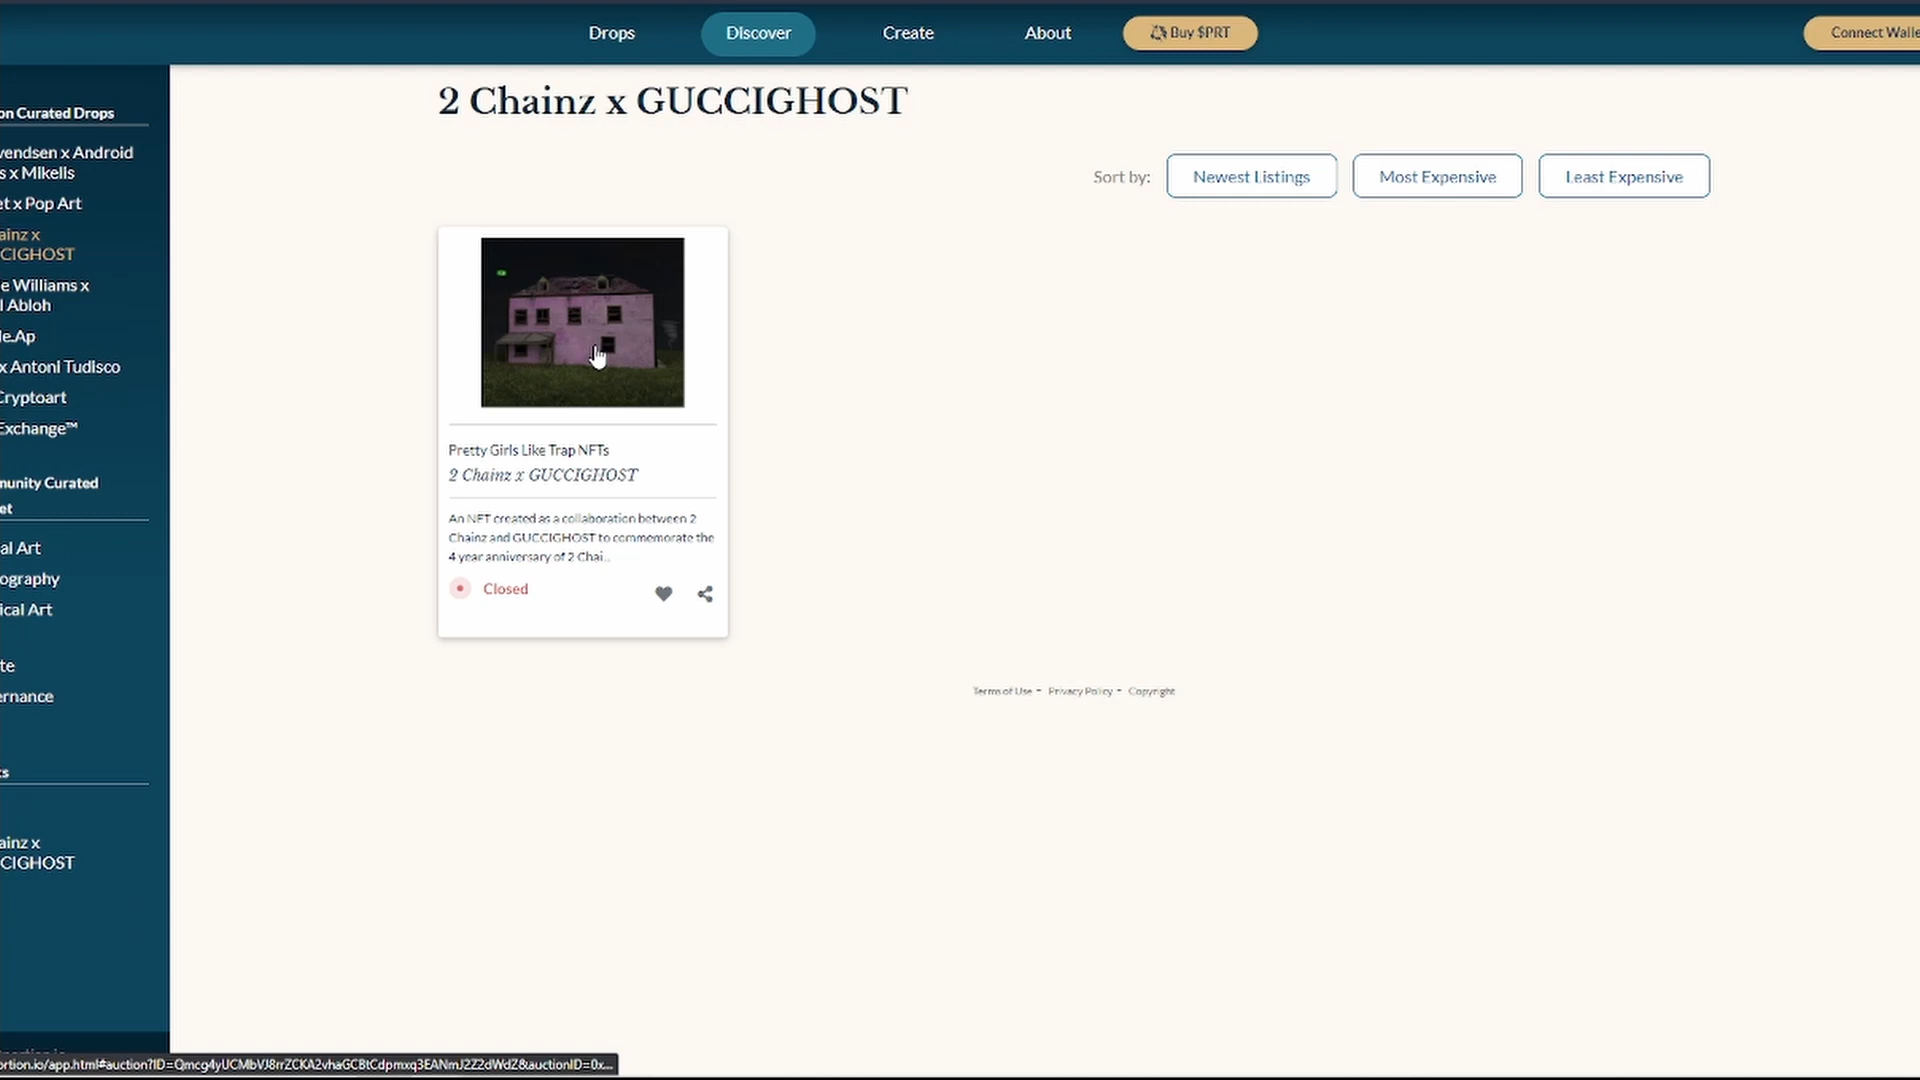 Drops
Discover
Create
About
Buy $PRT
Connect Walle
on Curated Drops
vendsen x Android
s x Mikells
et x Pop Art
ainz x
CIGHOST
e Williams x
l Abloh
le.Ap
x Antoni Tudisco
Cryptoart
Exchange™
munity Curated
et
al Art
ography
ical Art
te
ernance
ts
ainz x
CIGHOST
2 Chainz x GUCCIGHOST
Sort by:
Newest Listings
Most Expensive
Least Expensive
Pretty Girls Like Trap NFTs
2 Chainz x GUCCIGHOST
An NFT created as a collaboration between 2
Chainz and GUCCIGHOST to commemorate the
4 year anniversary of 2 Chai...
Closed
Terms of Use - Privacy Policy - Copyright